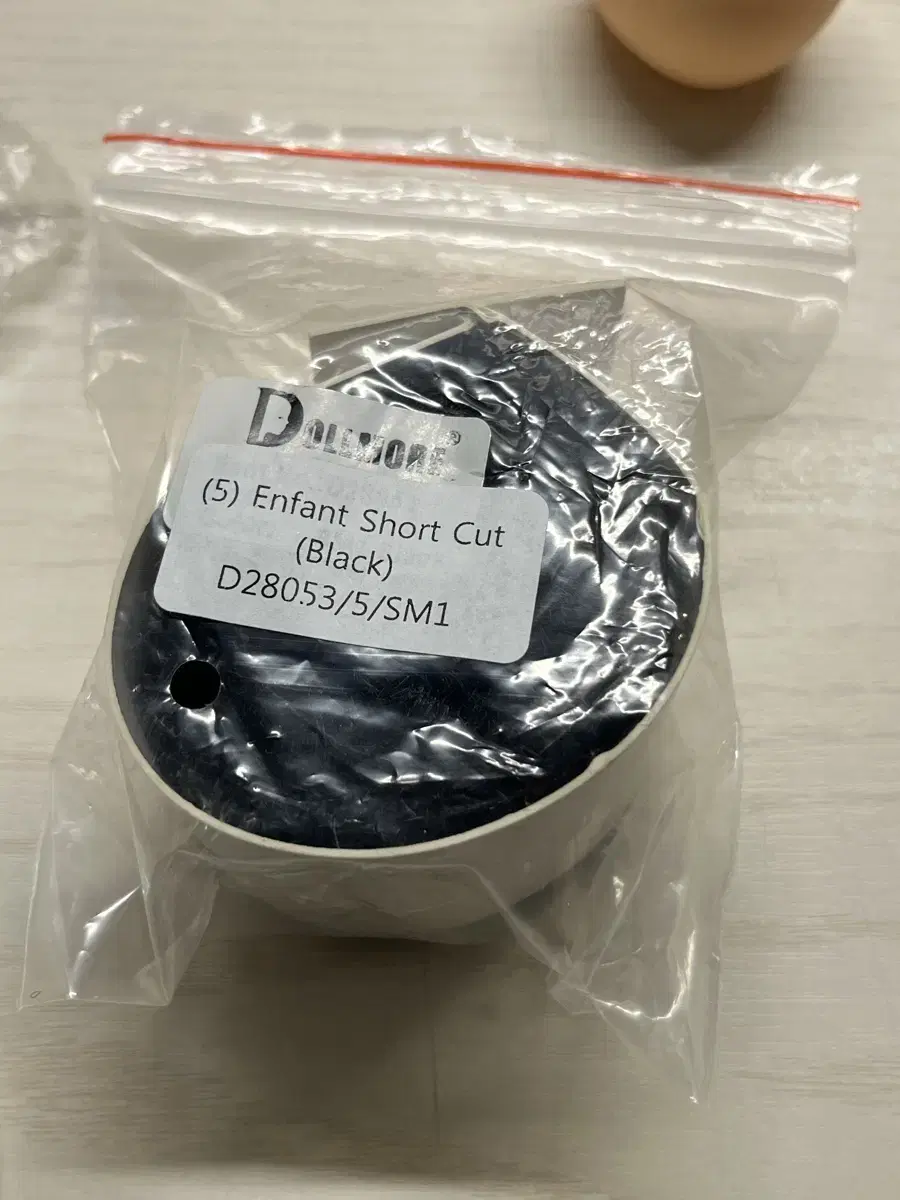 DOLLMORE®
(5) Enfant Short Cut
(Black)
D28053/5/SM1